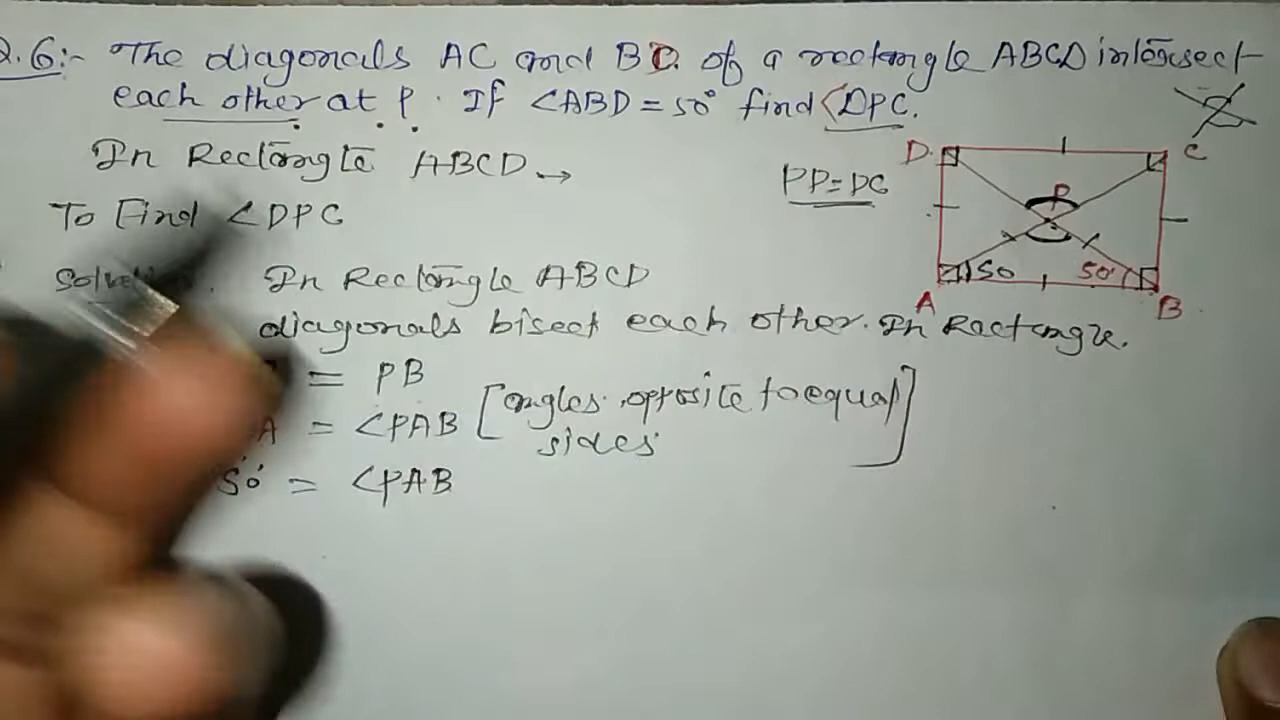 Q.6:- The diagonals AC and BD. of a rectangle ABCD intersect
each other at P. If <ABD = 50° find <DPC.
In Rectangle ABCD →
To Find <DPC
In Rectangle ABCD
diagonals bisect each other. In Rectangle.
= PB
A = <PAB [angles opposite to equal
sides]
50° = <PAB
D
C
P
A
50
50°
B